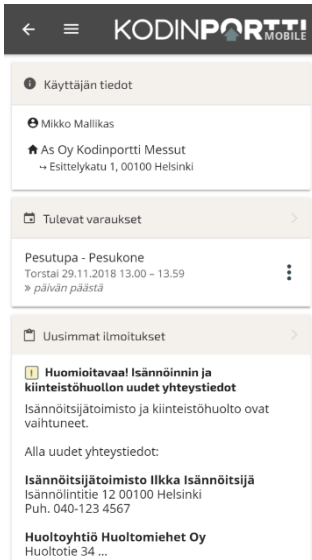 KODINPORTTI
MOBILE
Käyttäjän tiedot
Mikko Mallikas
As Oy Kodinportti Messut
↪ Esittelykatu 1, 00100 Helsinki
Tulevat varaukset
Pesutupa - Pesukone
Torstai 29.11.2018 13.00 – 13.59
» päivän päästä
Uusimmat ilmoitukset
Huomioitavaa! Isännöinnin ja
kiinteistöhuollon uudet yhteystiedot
Isännöitsijätoimisto ja kiinteistöhuolto ovat
vaihtuneet.
Alla uudet yhteystiedot:
Isännöitsijätoimisto Ilkka Isännöitsijä
Isännölintitie 12 00100 Helsinki
Puh. 040-123 4567
Huoltoyhtiö Huoltomiehet Oy
Huoltotie 34 ...